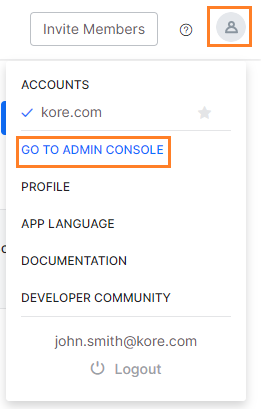 Invite Members
ACCOUNTS
kore.com
GO TO ADMIN CONSOLE
PROFILE
APP LANGUAGE
DOCUMENTATION
DEVELOPER COMMUNITY
john.smith@kore.com
Logout